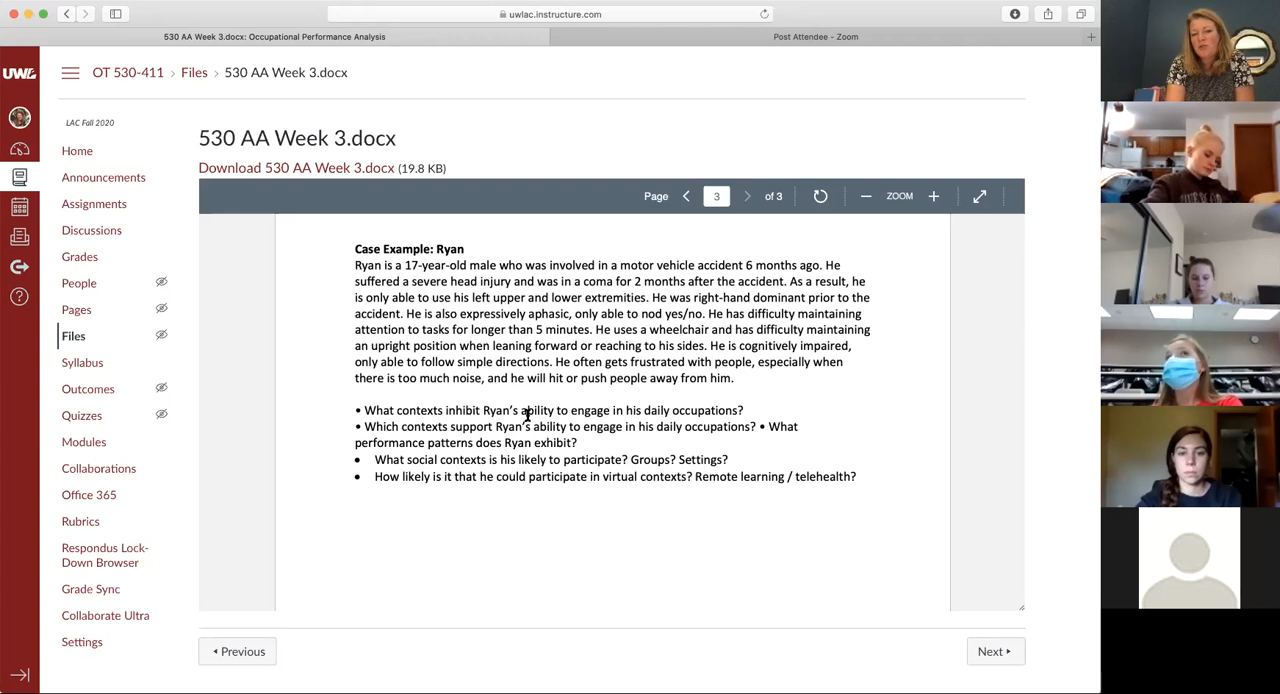 uwlac.instructure.com
530 AA Week 3.docx: Occupational Performance Analysis
Post Attendee - Zoom
UWL
OT 530-411 > Files > 530 AA Week 3.docx
LAC Fall 2020
Home
Announcements
Assignments
Discussions
Grades
People
Pages
Files
Syllabus
Outcomes
Quizzes
Modules
Collaborations
Office 365
Rubrics
Respondus Lock-
Down Browser
Grade Sync
Collaborate Ultra
Settings
530 AA Week 3.docx
Download 530 AA Week 3.docx (19.8 KB)
Page 3 of 3 ZOOM
Case Example: Ryan
Ryan is a 17-year-old male who was involved in a motor vehicle accident 6 months ago. He
suffered a severe head injury and was in a coma for 2 months after the accident. As a result, he
is only able to use his left upper and lower extremities. He was right-hand dominant prior to the
accident. He is also expressively aphasic, only able to nod yes/no. He has difficulty maintaining
attention to tasks for longer than 5 minutes. He uses a wheelchair and has difficulty maintaining
an upright position when leaning forward or reaching to his sides. He is cognitively impaired,
only able to follow simple directions. He often gets frustrated with people, especially when
there is too much noise, and he will hit or push people away from him.
• What contexts inhibit Ryan's ability to engage in his daily occupations?
• Which contexts support Ryan's ability to engage in his daily occupations? • What
performance patterns does Ryan exhibit?
• What social contexts is his likely to participate? Groups? Settings?
• How likely is it that he could participate in virtual contexts? Remote learning / telehealth?
Previous
Next